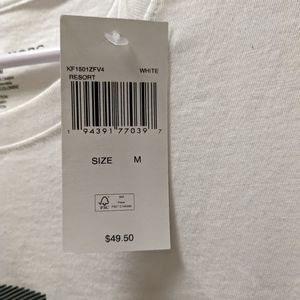 KF1501ZFV4 WHITE
RESORT
1 94391 77039 7
SIZE M
FSC
$49.50